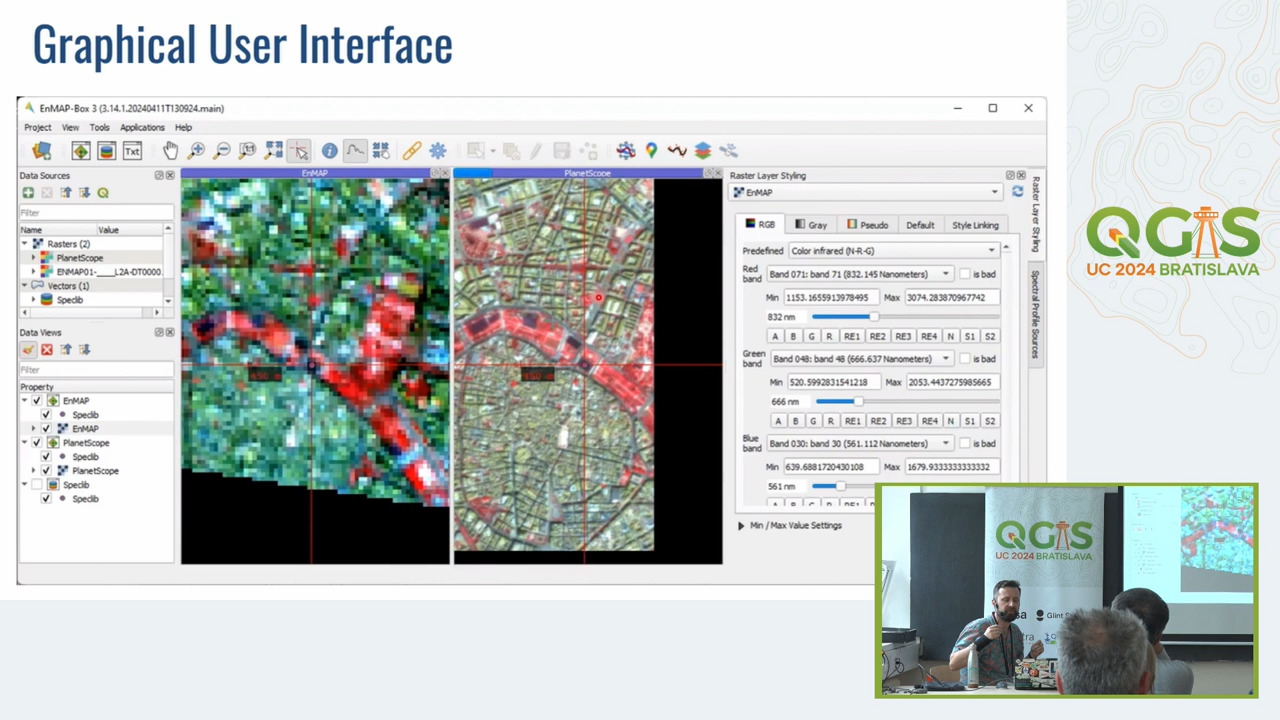 Graphical User Interface
EnMAP-Box 3 (3.14.1.20240411T130924.main)
Project View Tools Applications Help
Txt
Data Sources
Filter
Name Value
Rasters (2)
PlanetScope
ENMAP01-____L2A-DT0000.
Vectors (1)
Speclib
Data Views
Filter
Property
EnMAP
Speclib
EnMAP
PlanetScope
Speclib
PlanetScope
Speclib
Speclib
EnMAP
PlanetScope
Raster Layer Styling
EnMAP
RGB Gray Pseudo Default Style Linking
Predefined Color infrared (N-R-G)
Red band Band 071: band 71 (832.145 Nanometers) is bad
Min 1153.1655913978495 Max 3074.283870967742
832 nm
A B G R RE1 RE2 RE3 RE4 N S1 S2
Green band Band 048: band 48 (666.637 Nanometers) is bad
Min 520.5992831541218 Max 2053.4437275985665
666 nm
A B G R RE1 RE2 RE3 RE4 N S1 S2
Blue band Band 030: band 30 (561.112 Nanometers) is bad
Min 639.6881720430108 Max 1679.9333333333332
561 nm
Min / Max Value Settings
Raster Layer Styling
Spectral Profile Sources
QGIS
UC 2024 BRATISLAVA
QGIS
UC 2024 BRATISLAVA